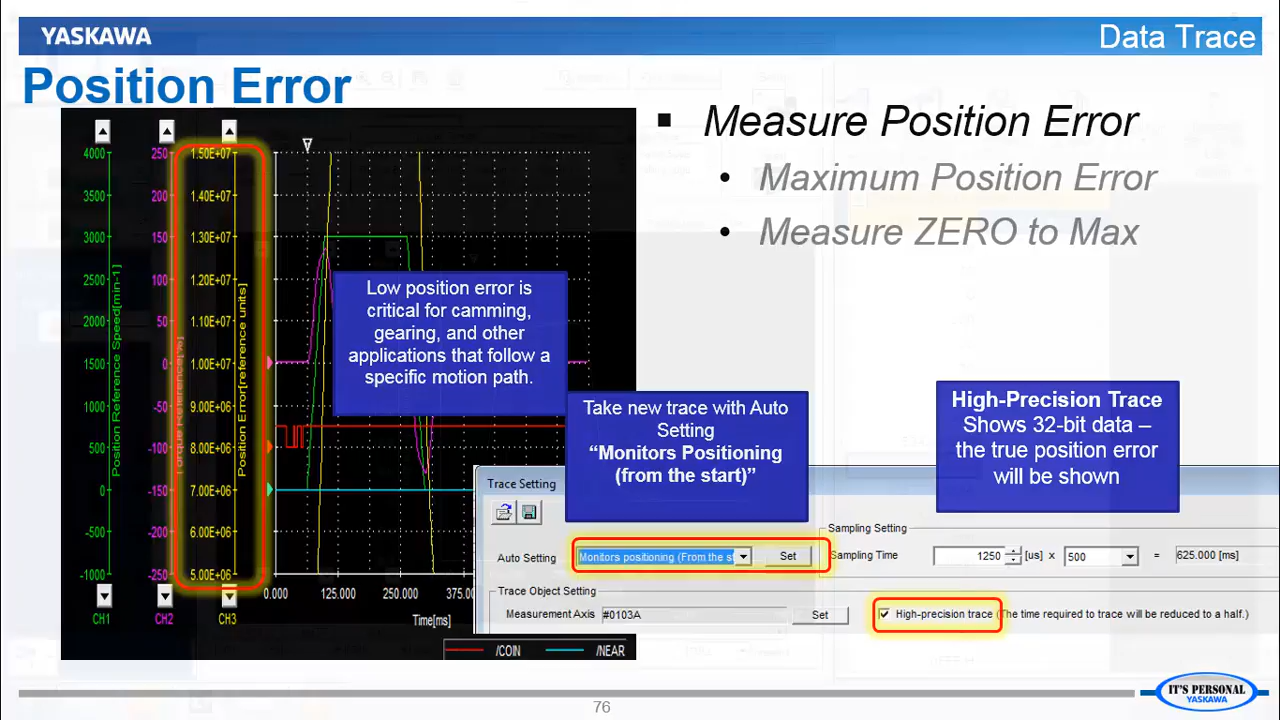 YASKAWA
Data Trace
Position Error
▪ Measure Position Error
• Maximum Position Error
• Measure ZERO to Max
4000
3500
3000
2500
2000
1500
1000
500
0
-500
-1000
CH1
Position Reference Speed[min-1]
250
200
150
100
50
0
-50
-100
-150
-200
-250
CH2
Torque Reference[%]
1.50E+07
1.40E+07
1.30E+07
1.20E+07
1.10E+07
1.00E+07
9.00E+06
8.00E+06
7.00E+06
6.00E+06
5.00E+06
CH3
Position Error[reference units]
0.000 125.000 250.000 375.00
Time[ms]
/COIN /NEAR
Low position error is
critical for camming,
gearing, and other
applications that follow a
specific motion path.
Take new trace with Auto
Setting
“Monitors Positioning
(from the start)”
High-Precision Trace
Shows 32-bit data –
the true position error
will be shown
Trace Setting
Auto Setting Monitors positioning (From the st Set
Sampling Setting
Sampling Time 1250 [us] x 500 = 625.000 [ms]
Trace Object Setting
Measurement Axis #0103A Set
High-precision trace (The time required to trace will be reduced to a half.)
76
IT'S PERSONAL
YASKAWA